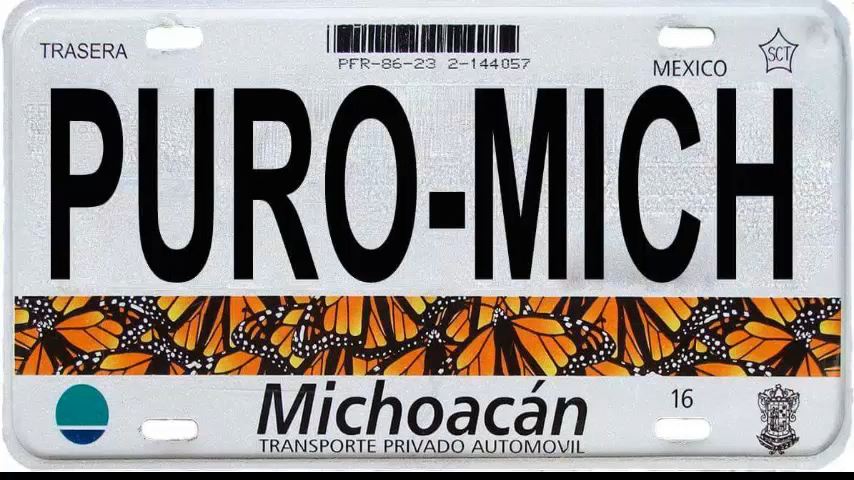 TRASERA
PFR-86-23 2-144057
MEXICO
SCT
PURO-MICH
Michoacán
16
TRANSPORTE PRIVADO AUTOMOVIL